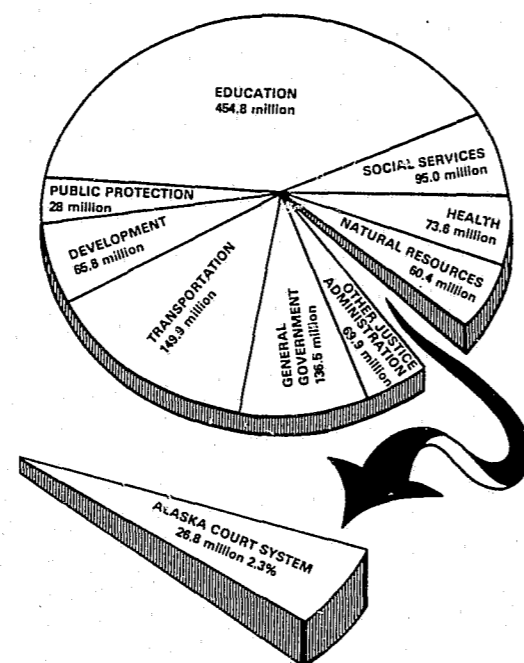 EDUCATION
454.8 million
SOCIAL SERVICES
95.0 million
HEALTH
73.6 million
NATURAL RESOURCES
60.4 million
OTHER JUSTICE
ADMINISTRATION
69.9 million
GENERAL
GOVERNMENT
136.5 million
TRANSPORTATION
149.9 million
DEVELOPMENT
65.8 million
PUBLIC PROTECTION
28 million
ALASKA COURT SYSTEM
26.8 million 2.3%